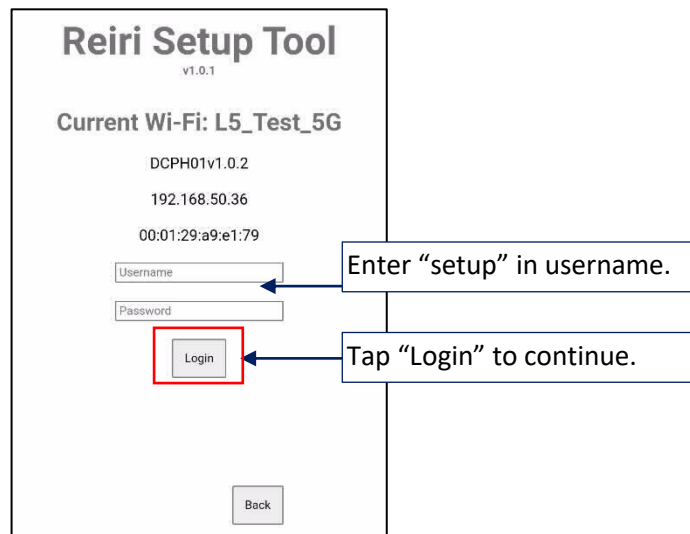 Reiri Setup Tool
v1.0.1
Current Wi-Fi: L5_Test_5G
DCPH01v1.0.2
192.168.50.36
00:01:29:a9:e1:79
Username
Enter “setup” in username.
Password
Login
Tap “Login” to continue.
Back